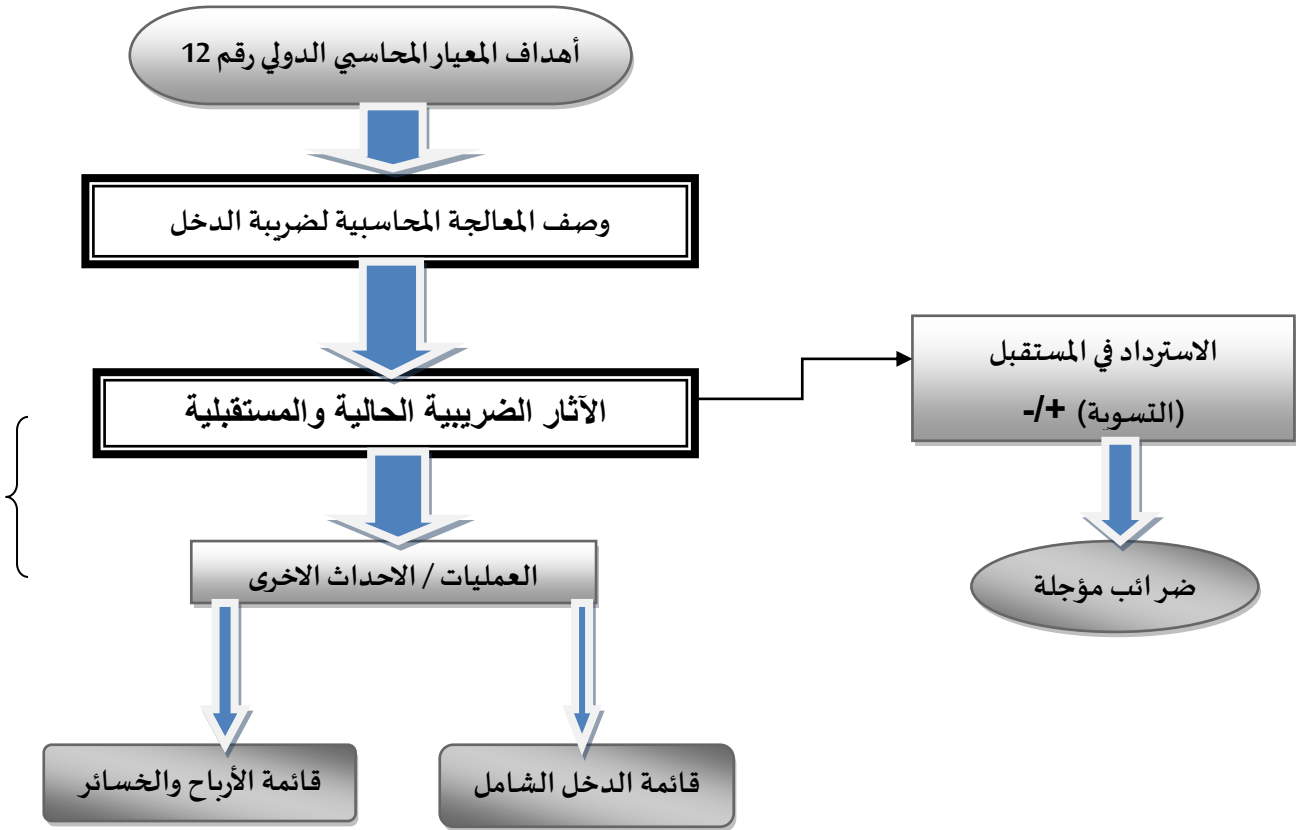 أهداف المعيار المحاسبي الدولي رقم 12
وصف المعالجة المحاسبية لضريبة الدخل
الآثار الضريبية الحالية والمستقبلية
الاسترداد في المستقبل
(التسوية) +/-
ضرائب مؤجلة
العمليات / الاحداث الاخرى
قائمة الدخل الشامل
قائمة الأرباح والخسائر